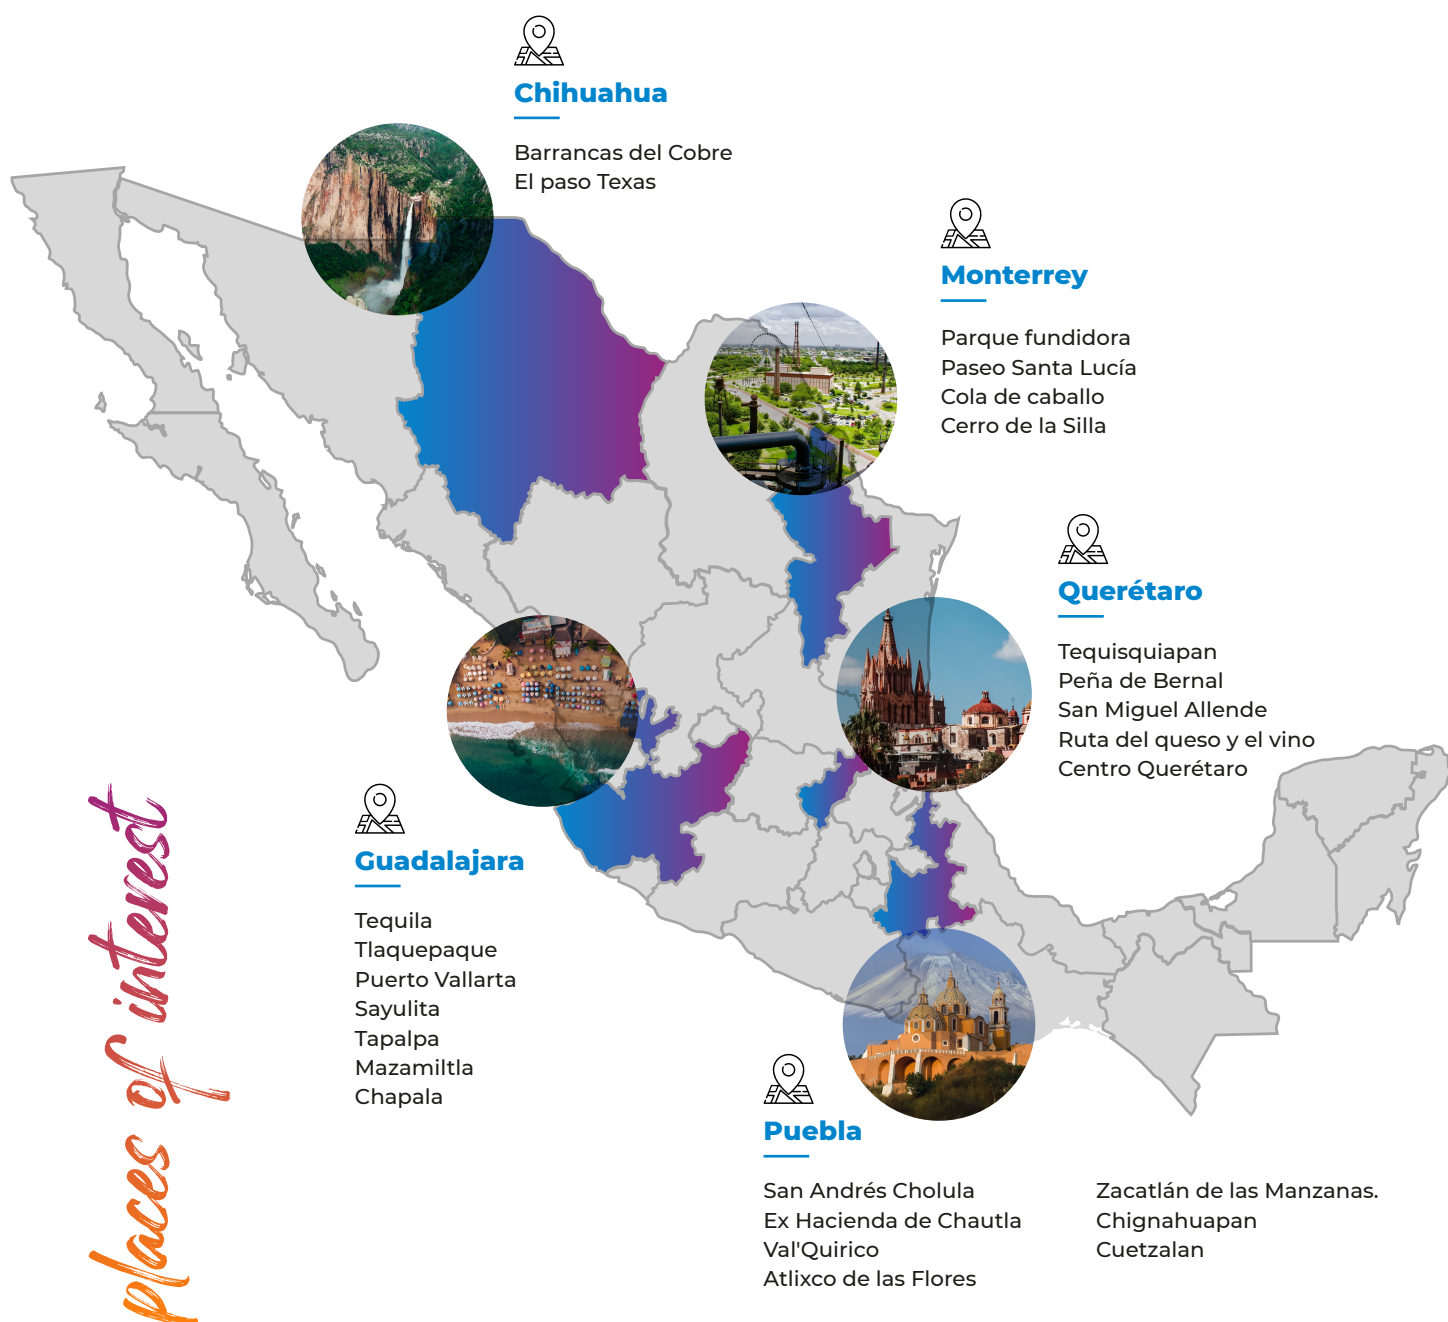 Chihuahua
Barrancas del Cobre
El paso Texas
Monterrey
Parque fundidora
Paseo Santa Lucía
Cola de caballo
Cerro de la Silla
Querétaro
Tequisquiapan
Peña de Bernal
San Miguel Allende
Ruta del queso y el vino
Centro Querétaro
Guadalajara
Tequila
Tlaquepaque
Puerto Vallarta
Sayulita
Tapalpa
Mazamiltla
Chapala
places of interest
Puebla
San Andrés Cholula
Ex Hacienda de Chautla
Val'Quirico
Atlixco de las Flores
Zacatlán de las Manzanas.
Chignahuapan
Cuetzalan